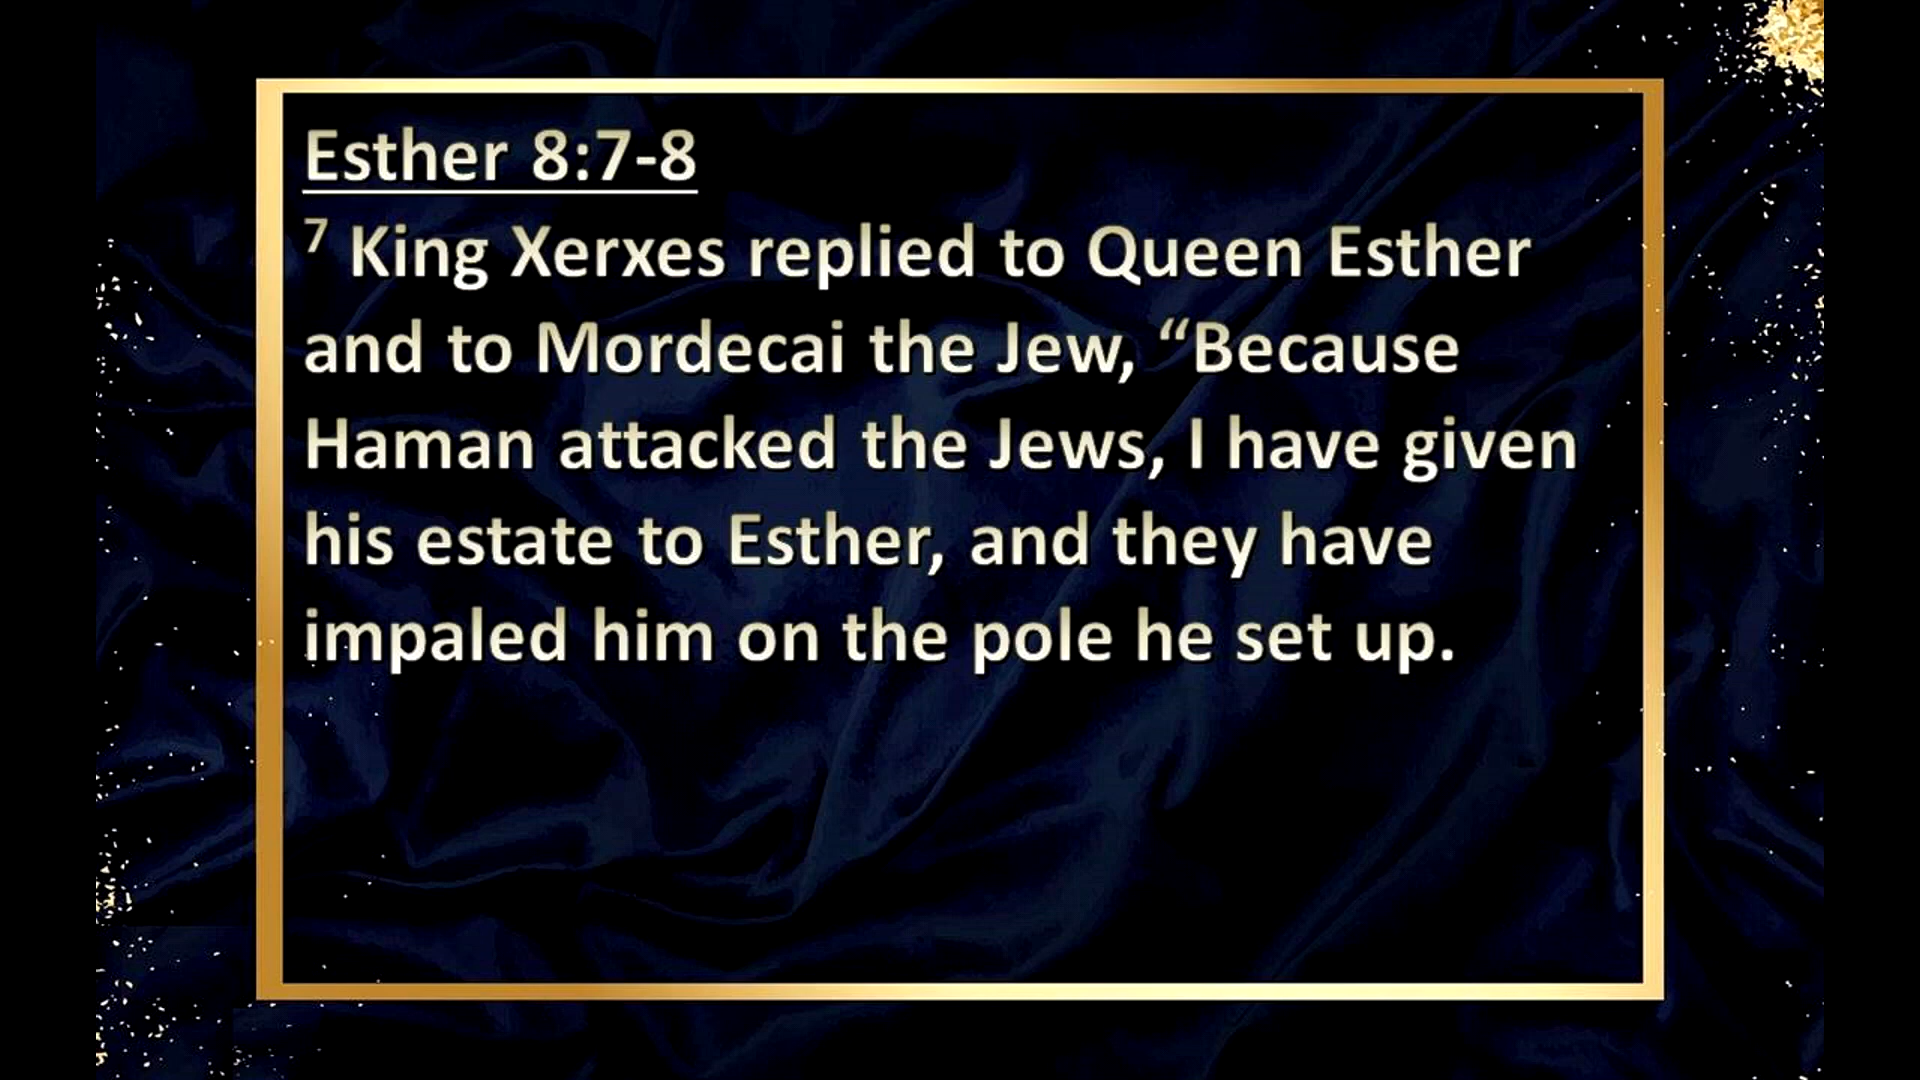 Esther 8:7-8
7 King Xerxes replied to Queen Esther
and to Mordecai the Jew, “Because
Haman attacked the Jews, I have given
his estate to Esther, and they have
impaled him on the pole he set up.